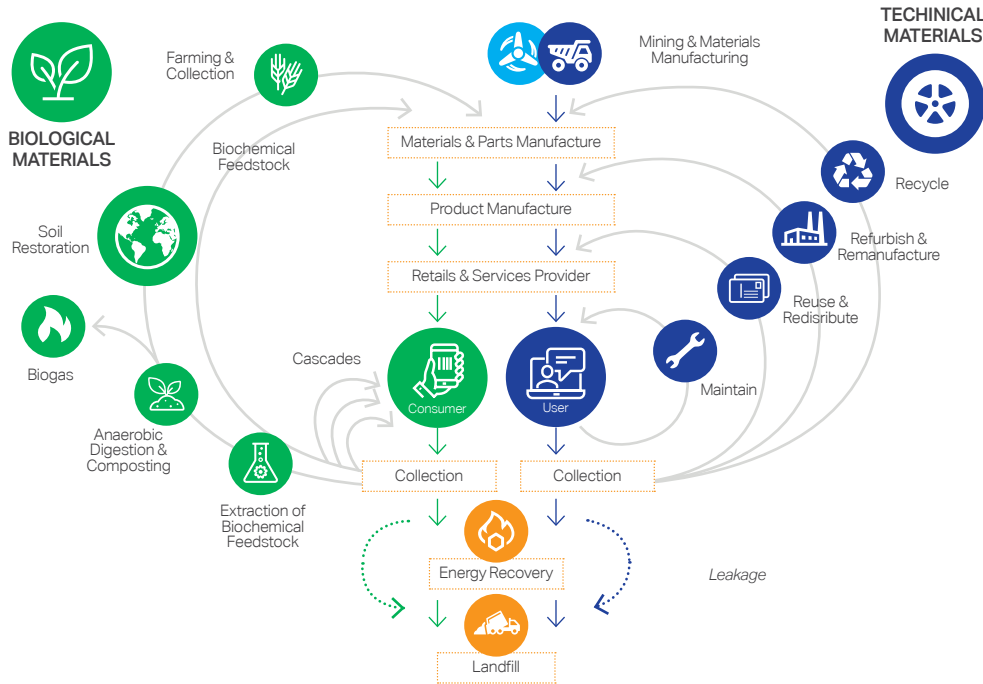 BIOLOGICAL
MATERIALS
Farming &
Collection
Biochemical
Feedstock
Soil
Restoration
Biogas
Anaerobic
Digestion &
Composting
Extraction of
Biochemical
Feedstock
Cascades
Mining & Materials
Manufacturing
Materials & Parts Manufacture
Product Manufacture
Retails & Services Provider
Consumer
User
Collection
Collection
Energy Recovery
Landfill
TECHINICAL
MATERIALS
Recycle
Refurbish &
Remanufacture
Reuse &
Redisribute
Maintain
Leakage